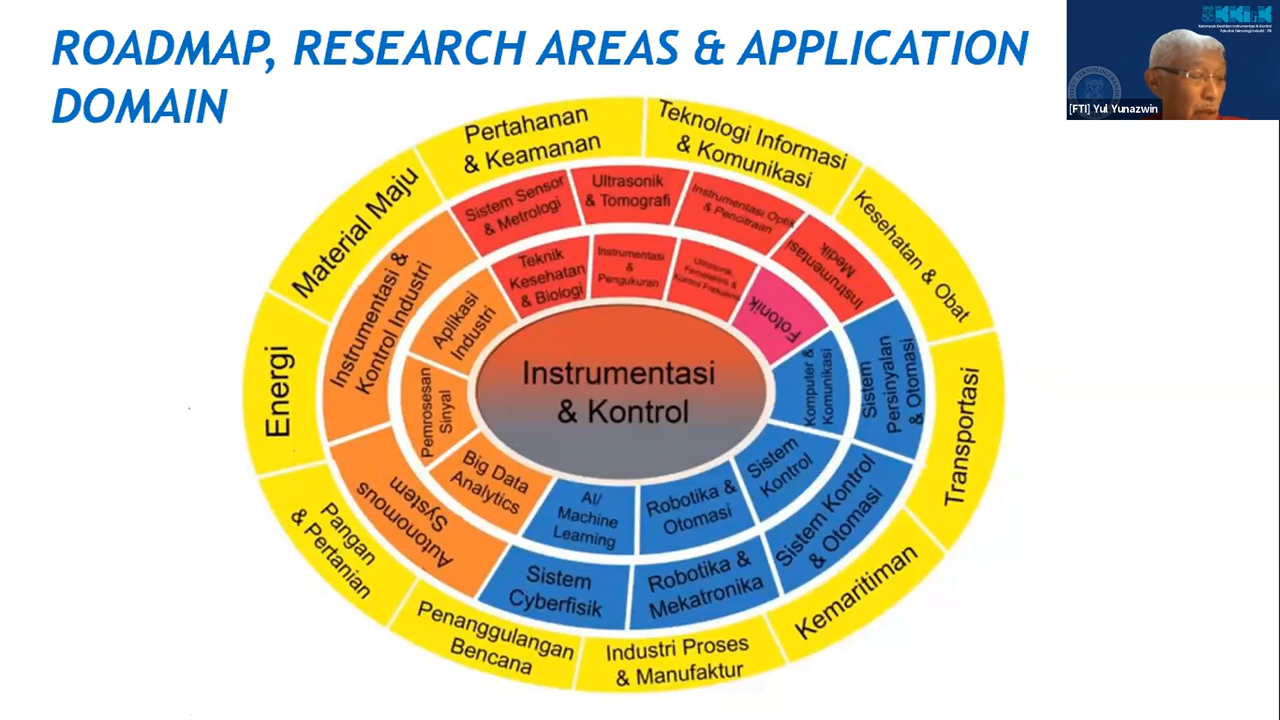 ROADMAP, RESEARCH AREAS & APPLICATION
DOMAIN
[FTI] Yul Yunazwin
Pertahanan
& Keamanan
Teknologi Informasi
& Komunikasi
Kesehatan & Obat
Transportasi
Kemaritiman
Industri Proses
& Manufaktur
Penanggulangan
Bencana
Pangan
& Pertanian
Energi
Material Maju
Sistem Sensor
& Metrologi
Ultrasonik
& Tomografi
Instrumentasi Optik
& Pencitraan
Instrumentasi
Medik
Sistem
Persinyalan
& Otomasi
Sistem Kontrol
& Otomasi
Robotika &
Mekatronika
Sistem
Cyberfisik
Autonomous
System
Instrumentasi &
Kontrol Industri
Teknik
Kesehatan
& Biologi
Instrumentasi
&
Pengukuran
Fotonik
Komputer &
Komunikasi
Sistem
Kontrol
Robotika &
Otomasi
AI/
Machine
Learning
Big Data
Analytics
Pemrosesan
Sinyal
Aplikasi
Industri
Instrumentasi
& Kontrol